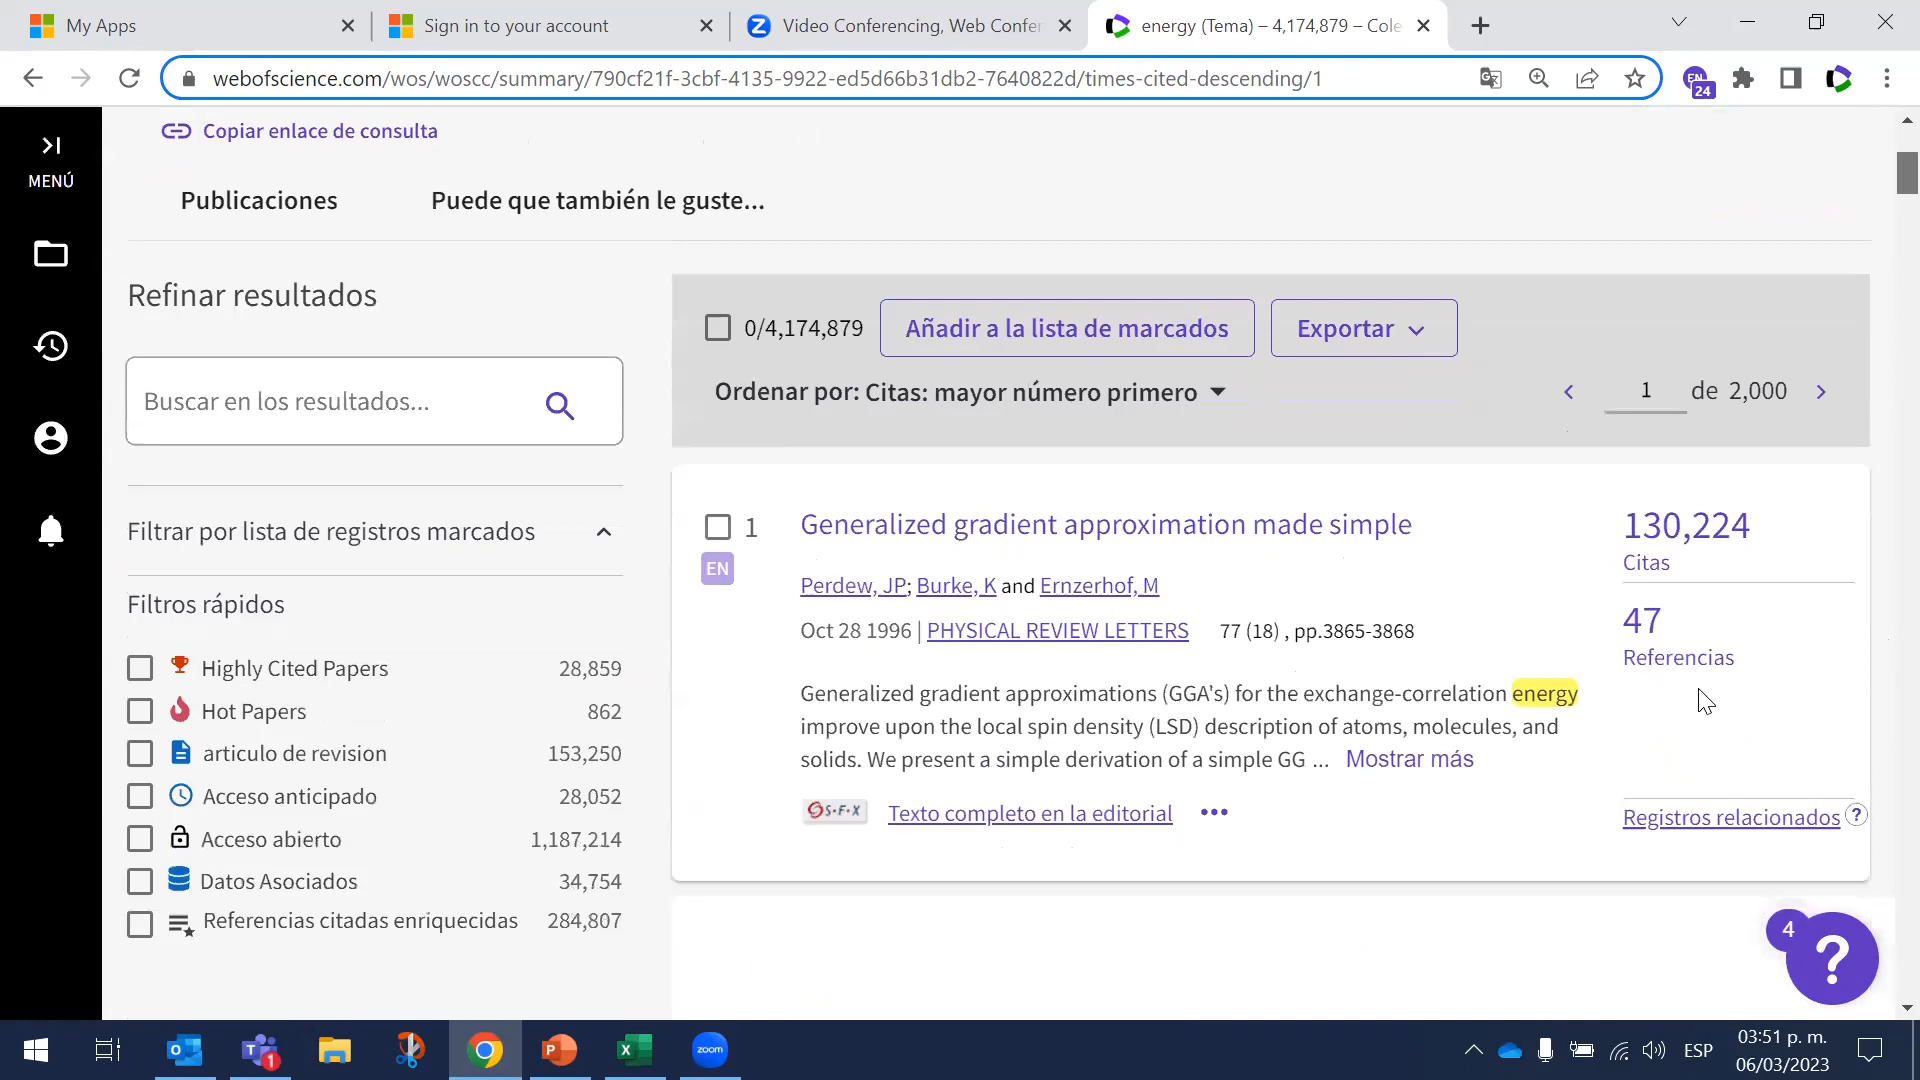 My Apps
Sign in to your account
Video Conferencing, Web Confer
energy (Tema) – 4,174,879 – Cole
webofscience.com/wos/woscc/summary/790cf21f-3cbf-4135-9922-ed5d66b31db2-7640822d/times-cited-descending/1
EN
24
MENÚ
Copiar enlace de consulta
Publicaciones
Puede que también le guste...
Refinar resultados
Buscar en los resultados...
Filtrar por lista de registros marcados
Filtros rápidos
Highly Cited Papers 28,859
Hot Papers 862
articulo de revision 153,250
Acceso anticipado 28,052
Acceso abierto 1,187,214
Datos Asociados 34,754
Referencias citadas enriquecidas 284,807
0/4,174,879
Añadir a la lista de marcados
Exportar
Ordenar por: Citas: mayor número primero
1 de 2,000
1
EN
Generalized gradient approximation made simple
Perdew, JP; Burke, K and Ernzerhof, M
Oct 28 1996 | PHYSICAL REVIEW LETTERS 77 (18) , pp.3865-3868
Generalized gradient approximations (GGA's) for the exchange-correlation energy
improve upon the local spin density (LSD) description of atoms, molecules, and
solids. We present a simple derivation of a simple GG ... Mostrar más
S·F·X
Texto completo en la editorial
130,224
Citas
47
Referencias
Registros relacionados
?
4
?
1
zoom
ESP
03:51 p. m.
06/03/2023